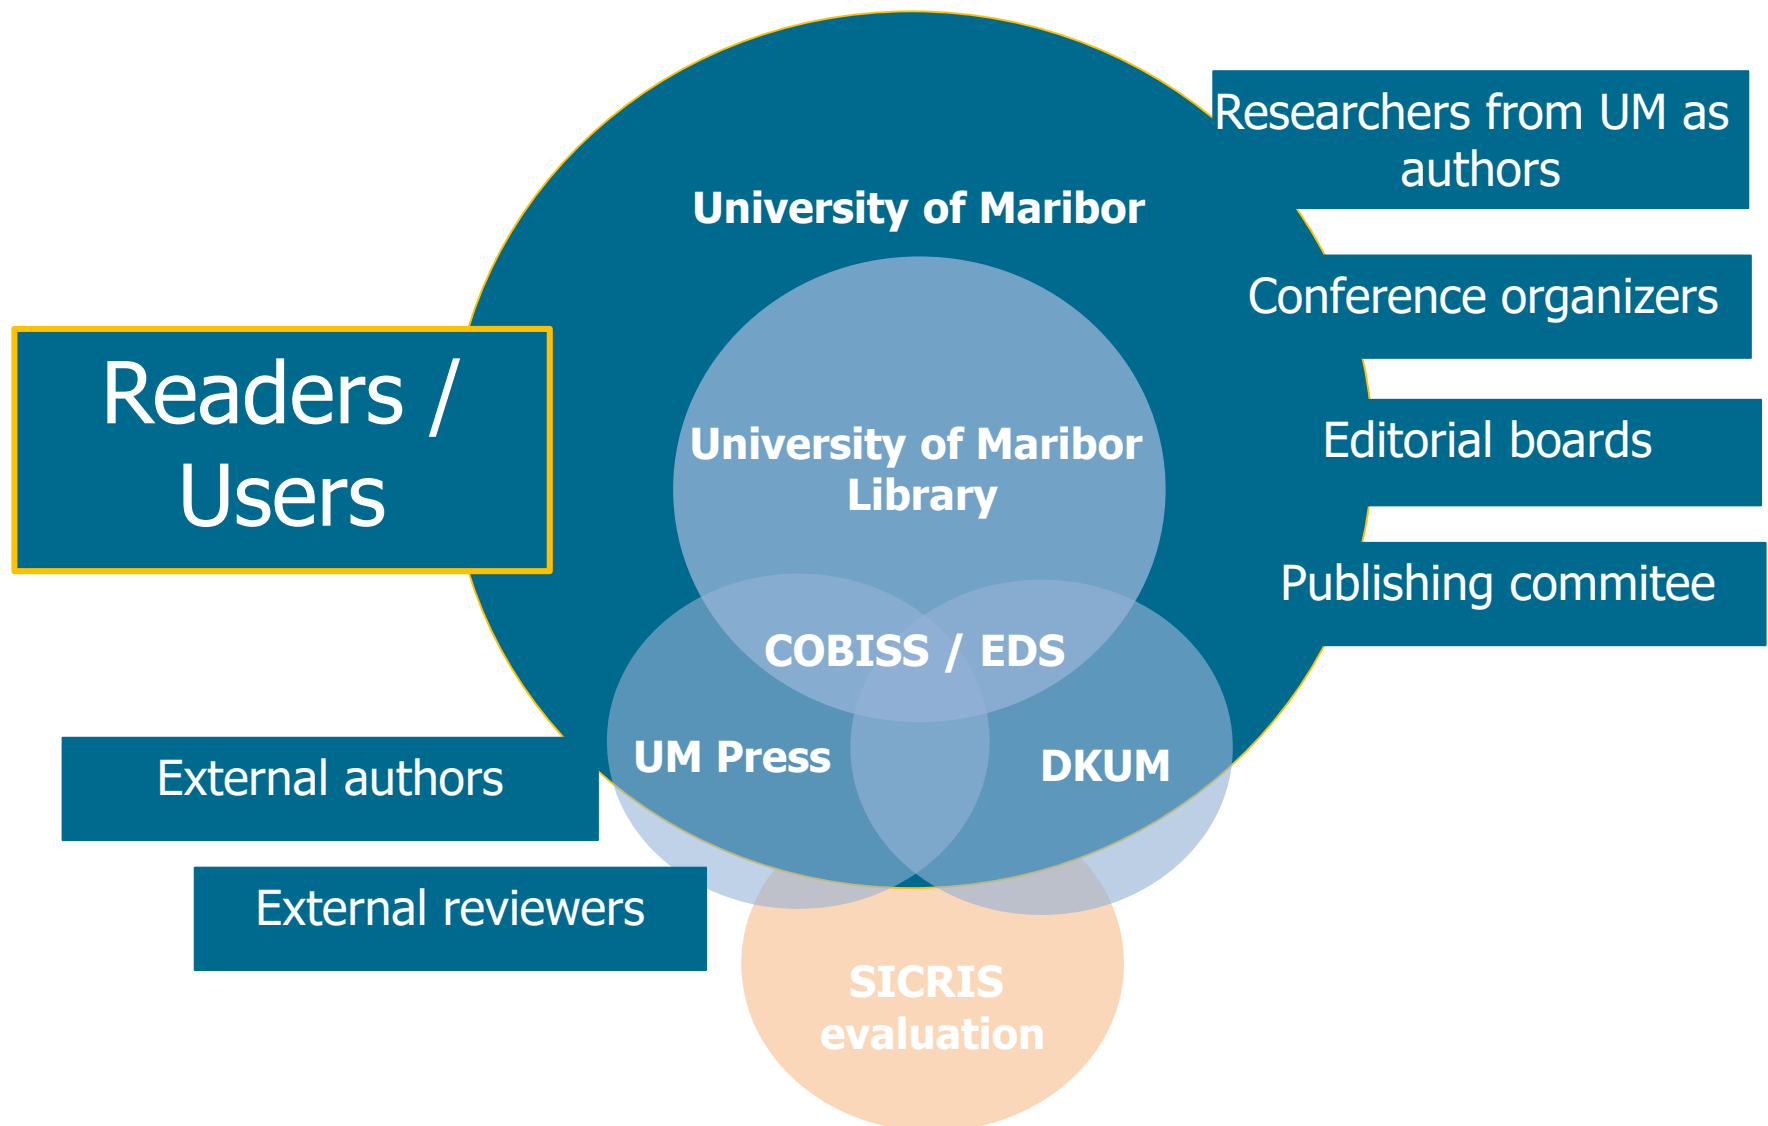 University of Maribor
University of Maribor
Library
COBISS / EDS
UM Press
DKUM
SICRIS
evaluation
Readers /
Users
External authors
External reviewers
Researchers from UM as
authors
Conference organizers
Editorial boards
Publishing commitee